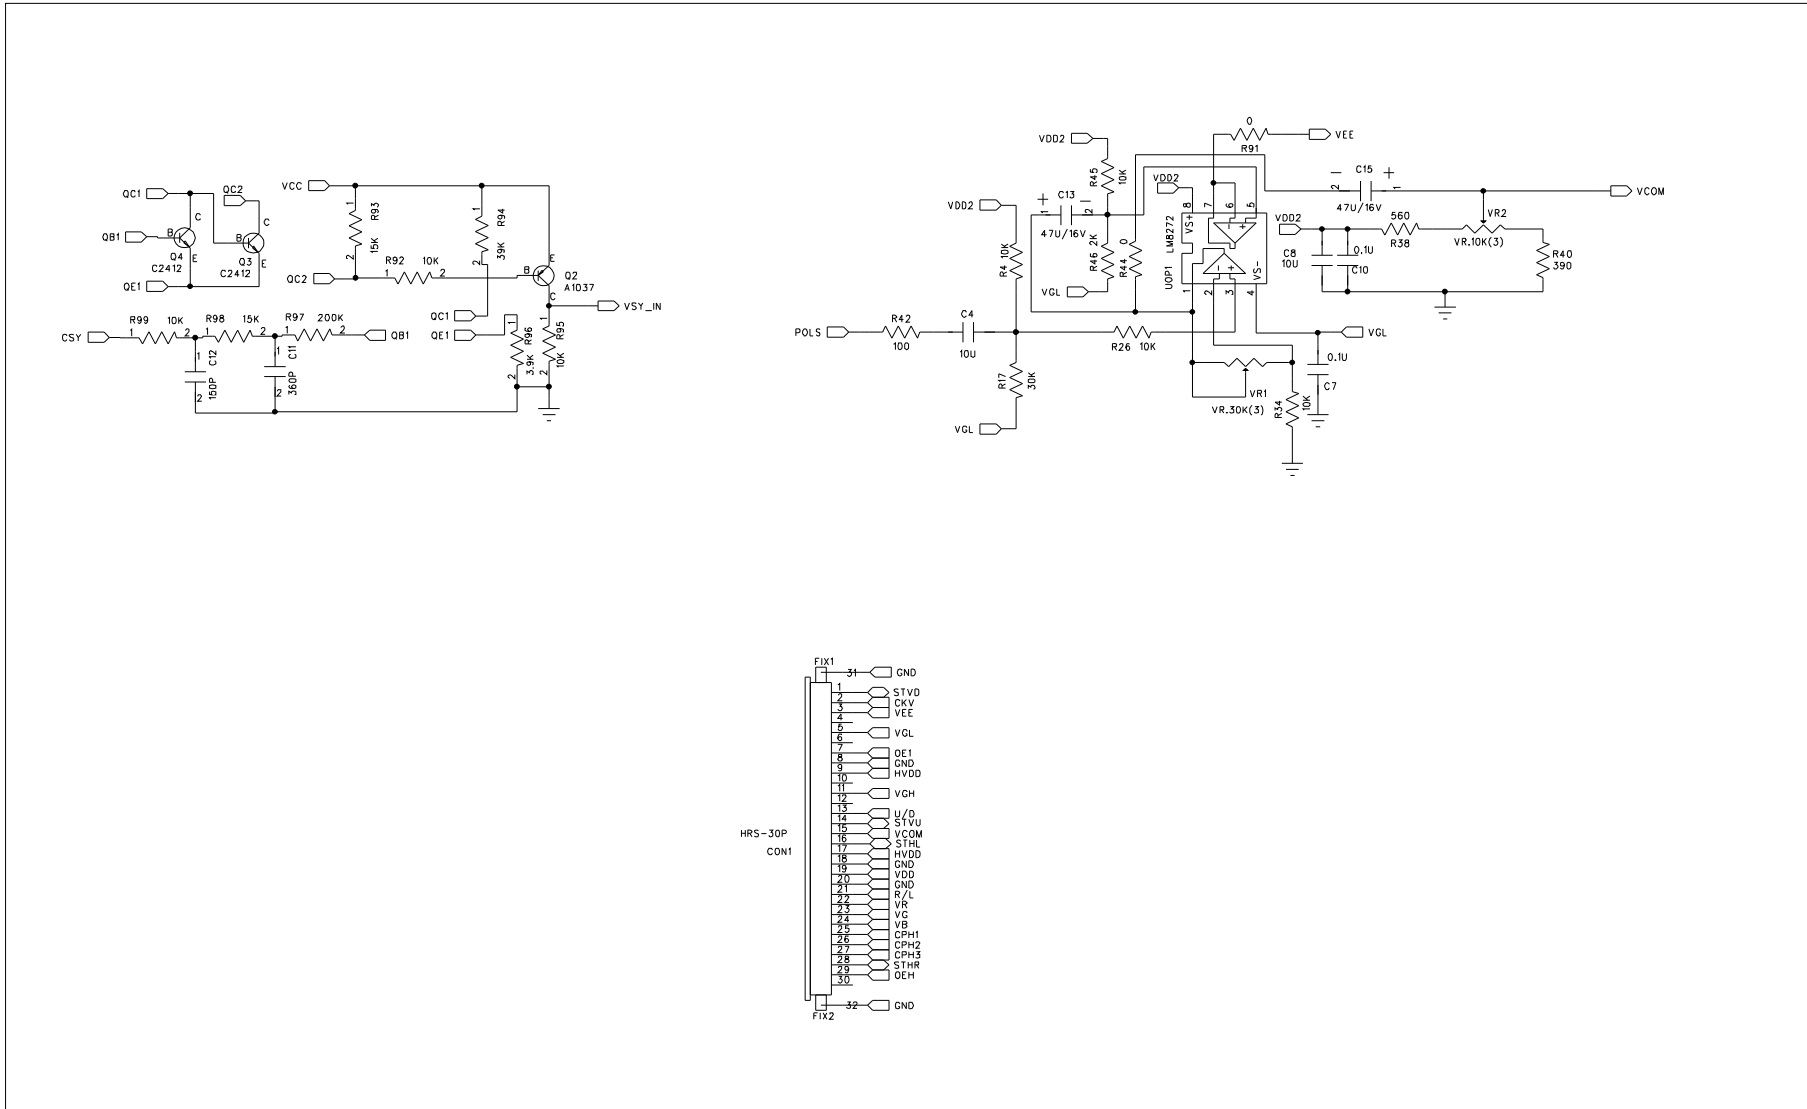 QC1
QC2
C
C
QB1
B
B
Q4
C2412
E
Q3
C2412
E
QE1
VCC
1
R93
15K
2
1
R94
39K
2
QC2
1
R92
10K
2
B
E
Q2
A1037
C
VSY_IN
QC1
QE1
1
R96
3.9K
2
1
R95
10K
2
CSY
1
R99
10K
2
1
R98
15K
2
1
R97
200K
2
QB1
1
C12
150P
2
1
C11
360P
2
VDD2
R45
10K
0
R91
VEE
VDD2
C13
+
1
-
2
47U/16V
VDD2
8
7
6
5
VS+
-
+
LM8272
UOP1
-
+
VS-
1
2
3
4
R4
10K
R46
2K
R44
0
VGL
-
2
C15
+
1
47U/16V
VCOM
VDD2
560
R38
VR2
VR.10K(3)
C8
10U
0.1U
C10
R40
390
POLS
R42
100
C4
10U
R26
10K
R17
30K
VGL
VR1
VR.30K(3)
R34
10K
VGL
0.1U
C7
FIX1
31
GND
1
STVD
2
CKV
3
VEE
4
5
VGL
6
7
OE1
8
GND
9
HVDD
10
11
VGH
12
13
U/D
14
STVU
15
VCOM
16
STHL
17
HVDD
18
GND
19
VDD
20
GND
21
R/L
22
VR
23
VG
24
VB
25
CPH1
26
CPH2
27
CPH3
28
STHR
29
OEH
30
HRS-30P
CON1
32
GND
FIX2